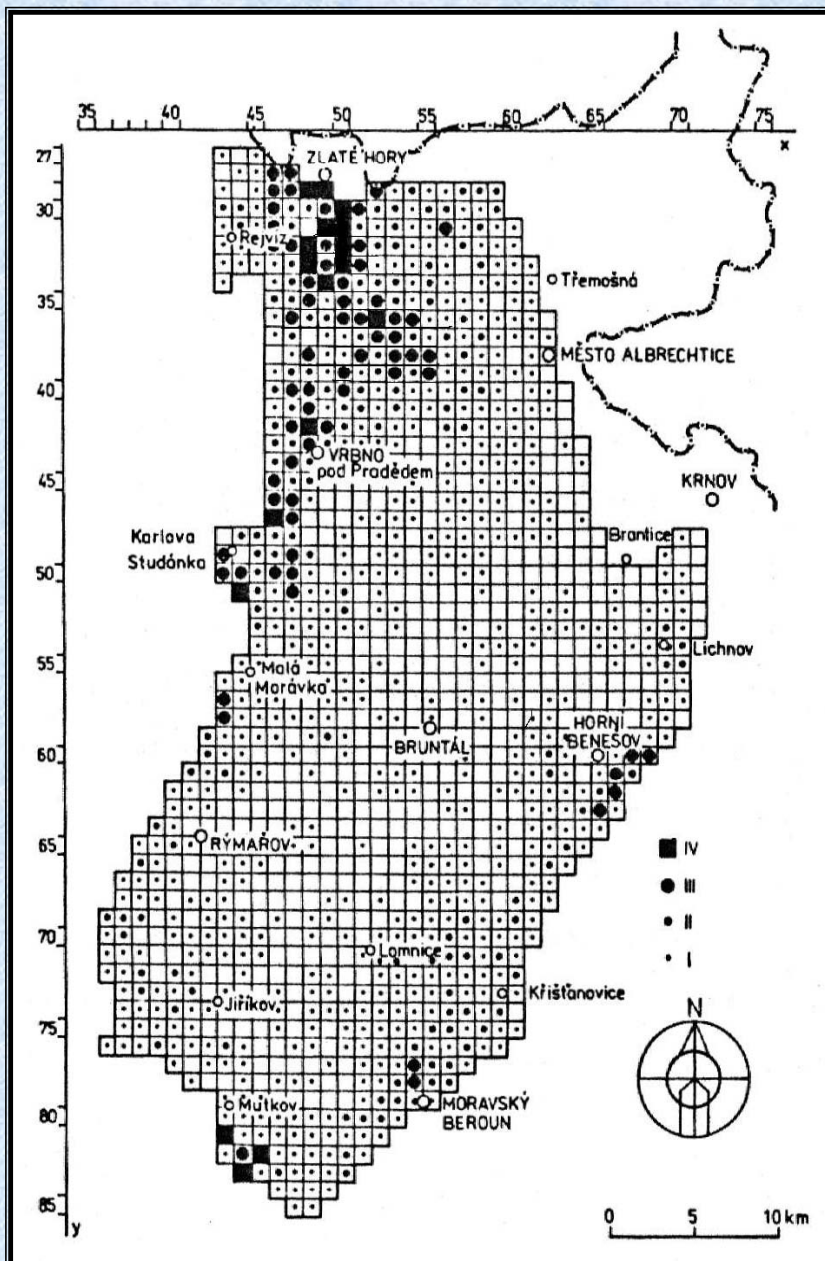 35 40 45 50 55 60 65 70 75
x
27
ZLATÉ HORY
30
Rejvíz
Třemošná
35
MĚSTO ALBRECHTICE
40
VRBNO
pod Pradědem
45
KRNOV
Karlova
Studánka
Brantice
50
Lichnov
55
Malá
Morávka
HORNÍ
BENEŠOV
BRUNTÁL
60
RÝMAŘOV
65
IV
III
II
I
70
Lomnice
Křišťanovice
Jiříkov
75
N
80
Mutkov
MORAVSKÝ
BEROUN
85
y
0 5 10 km